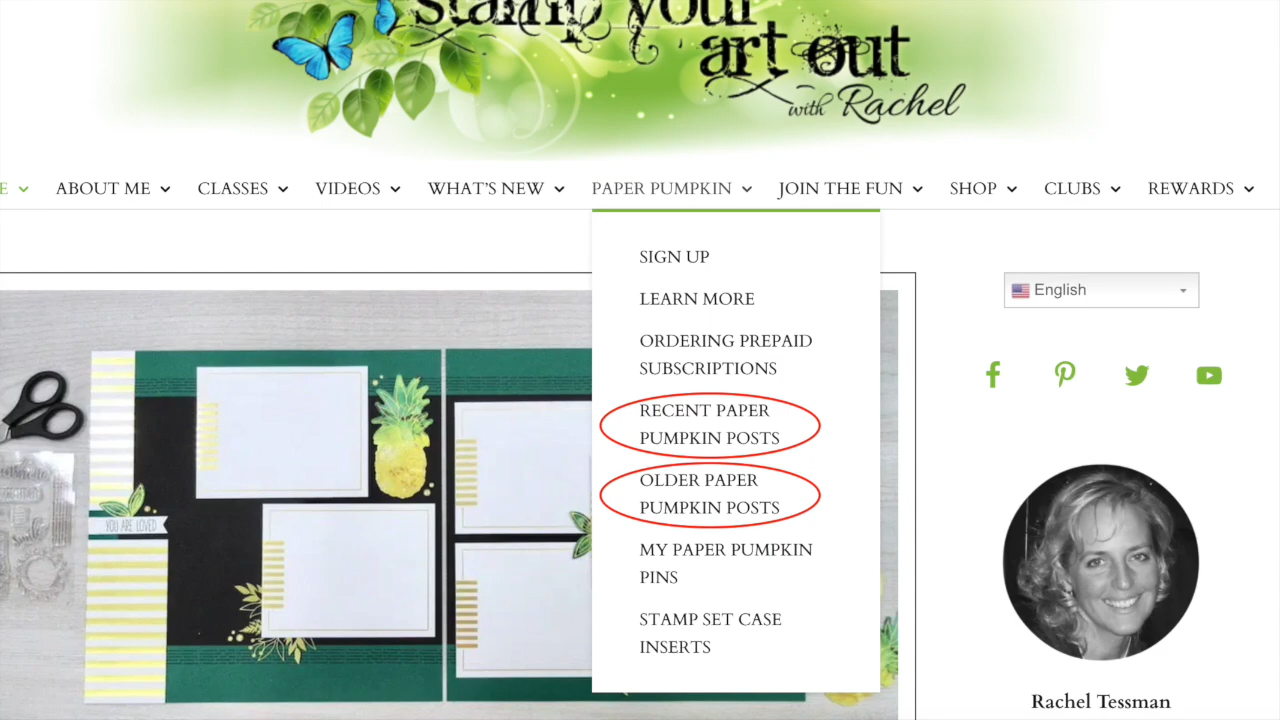 stamp your
art out
with Rachel
E ABOUT ME CLASSES VIDEOS WHAT'S NEW PAPER PUMPKIN JOIN THE FUN SHOP CLUBS REWARDS
SIGN UP
LEARN MORE
ORDERING PREPAID
SUBSCRIPTIONS
RECENT PAPER
PUMPKIN POSTS
OLDER PAPER
PUMPKIN POSTS
MY PAPER PUMPKIN
PINS
STAMP SET CASE
INSERTS
English
YOU ARE LOVED
smile
Rachel Tessman